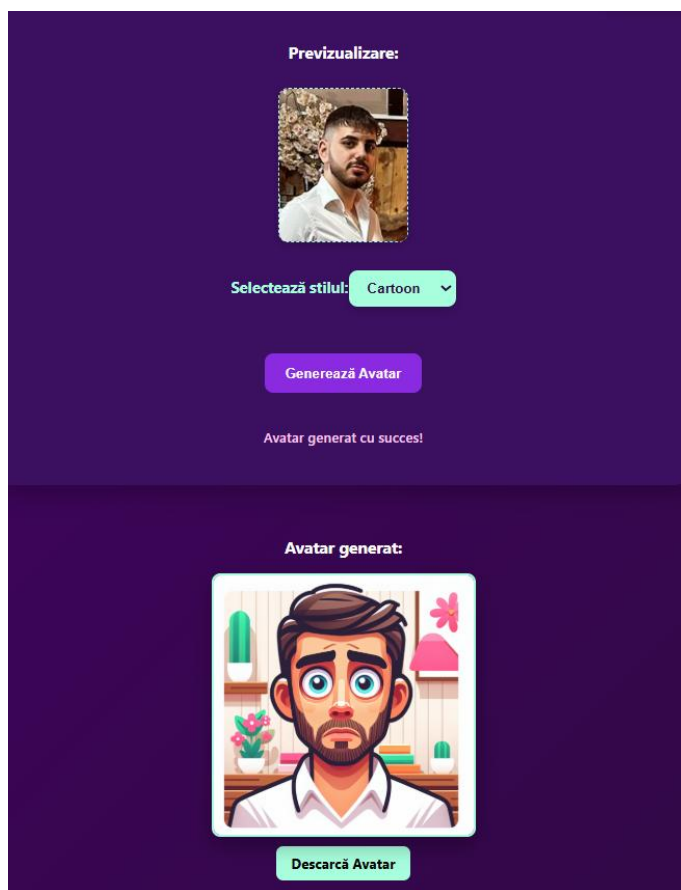 Previzualizare:
Selectează stilul: Cartoon
Generează Avatar
Avatar generat cu succes!
Avatar generat:
Descarcă Avatar